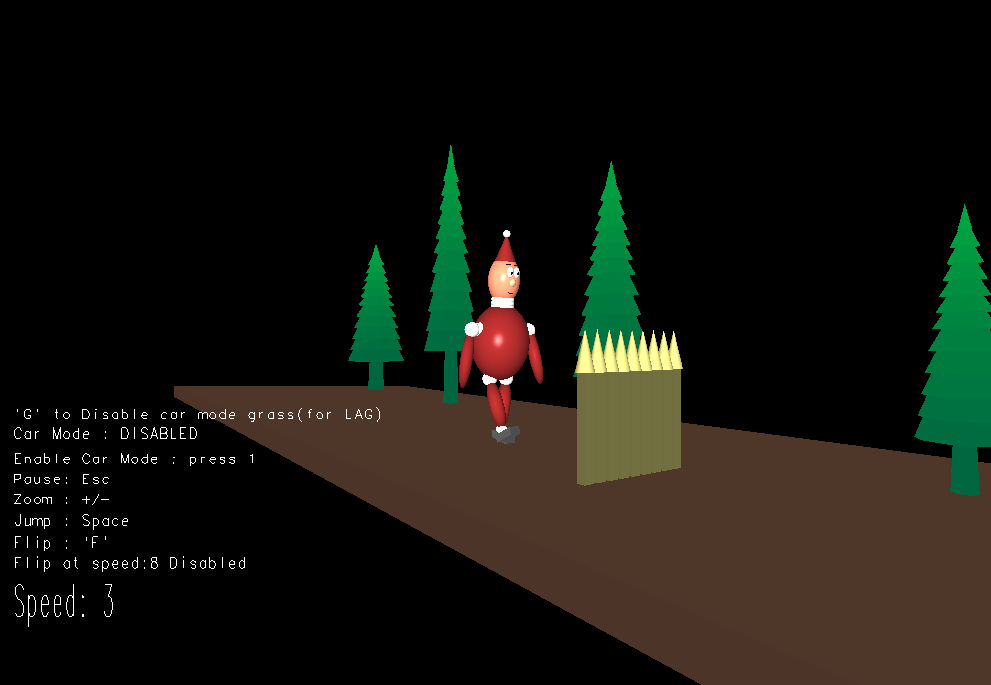 'G' to Disable car mode grass(for LAG)
Car Mode : DISABLED
Enable Car Mode : press 1
Pause: Esc
Zoom : +/-
Jump : Space
Flip : 'F'
Flip at speed:8 Disabled
Speed: 3